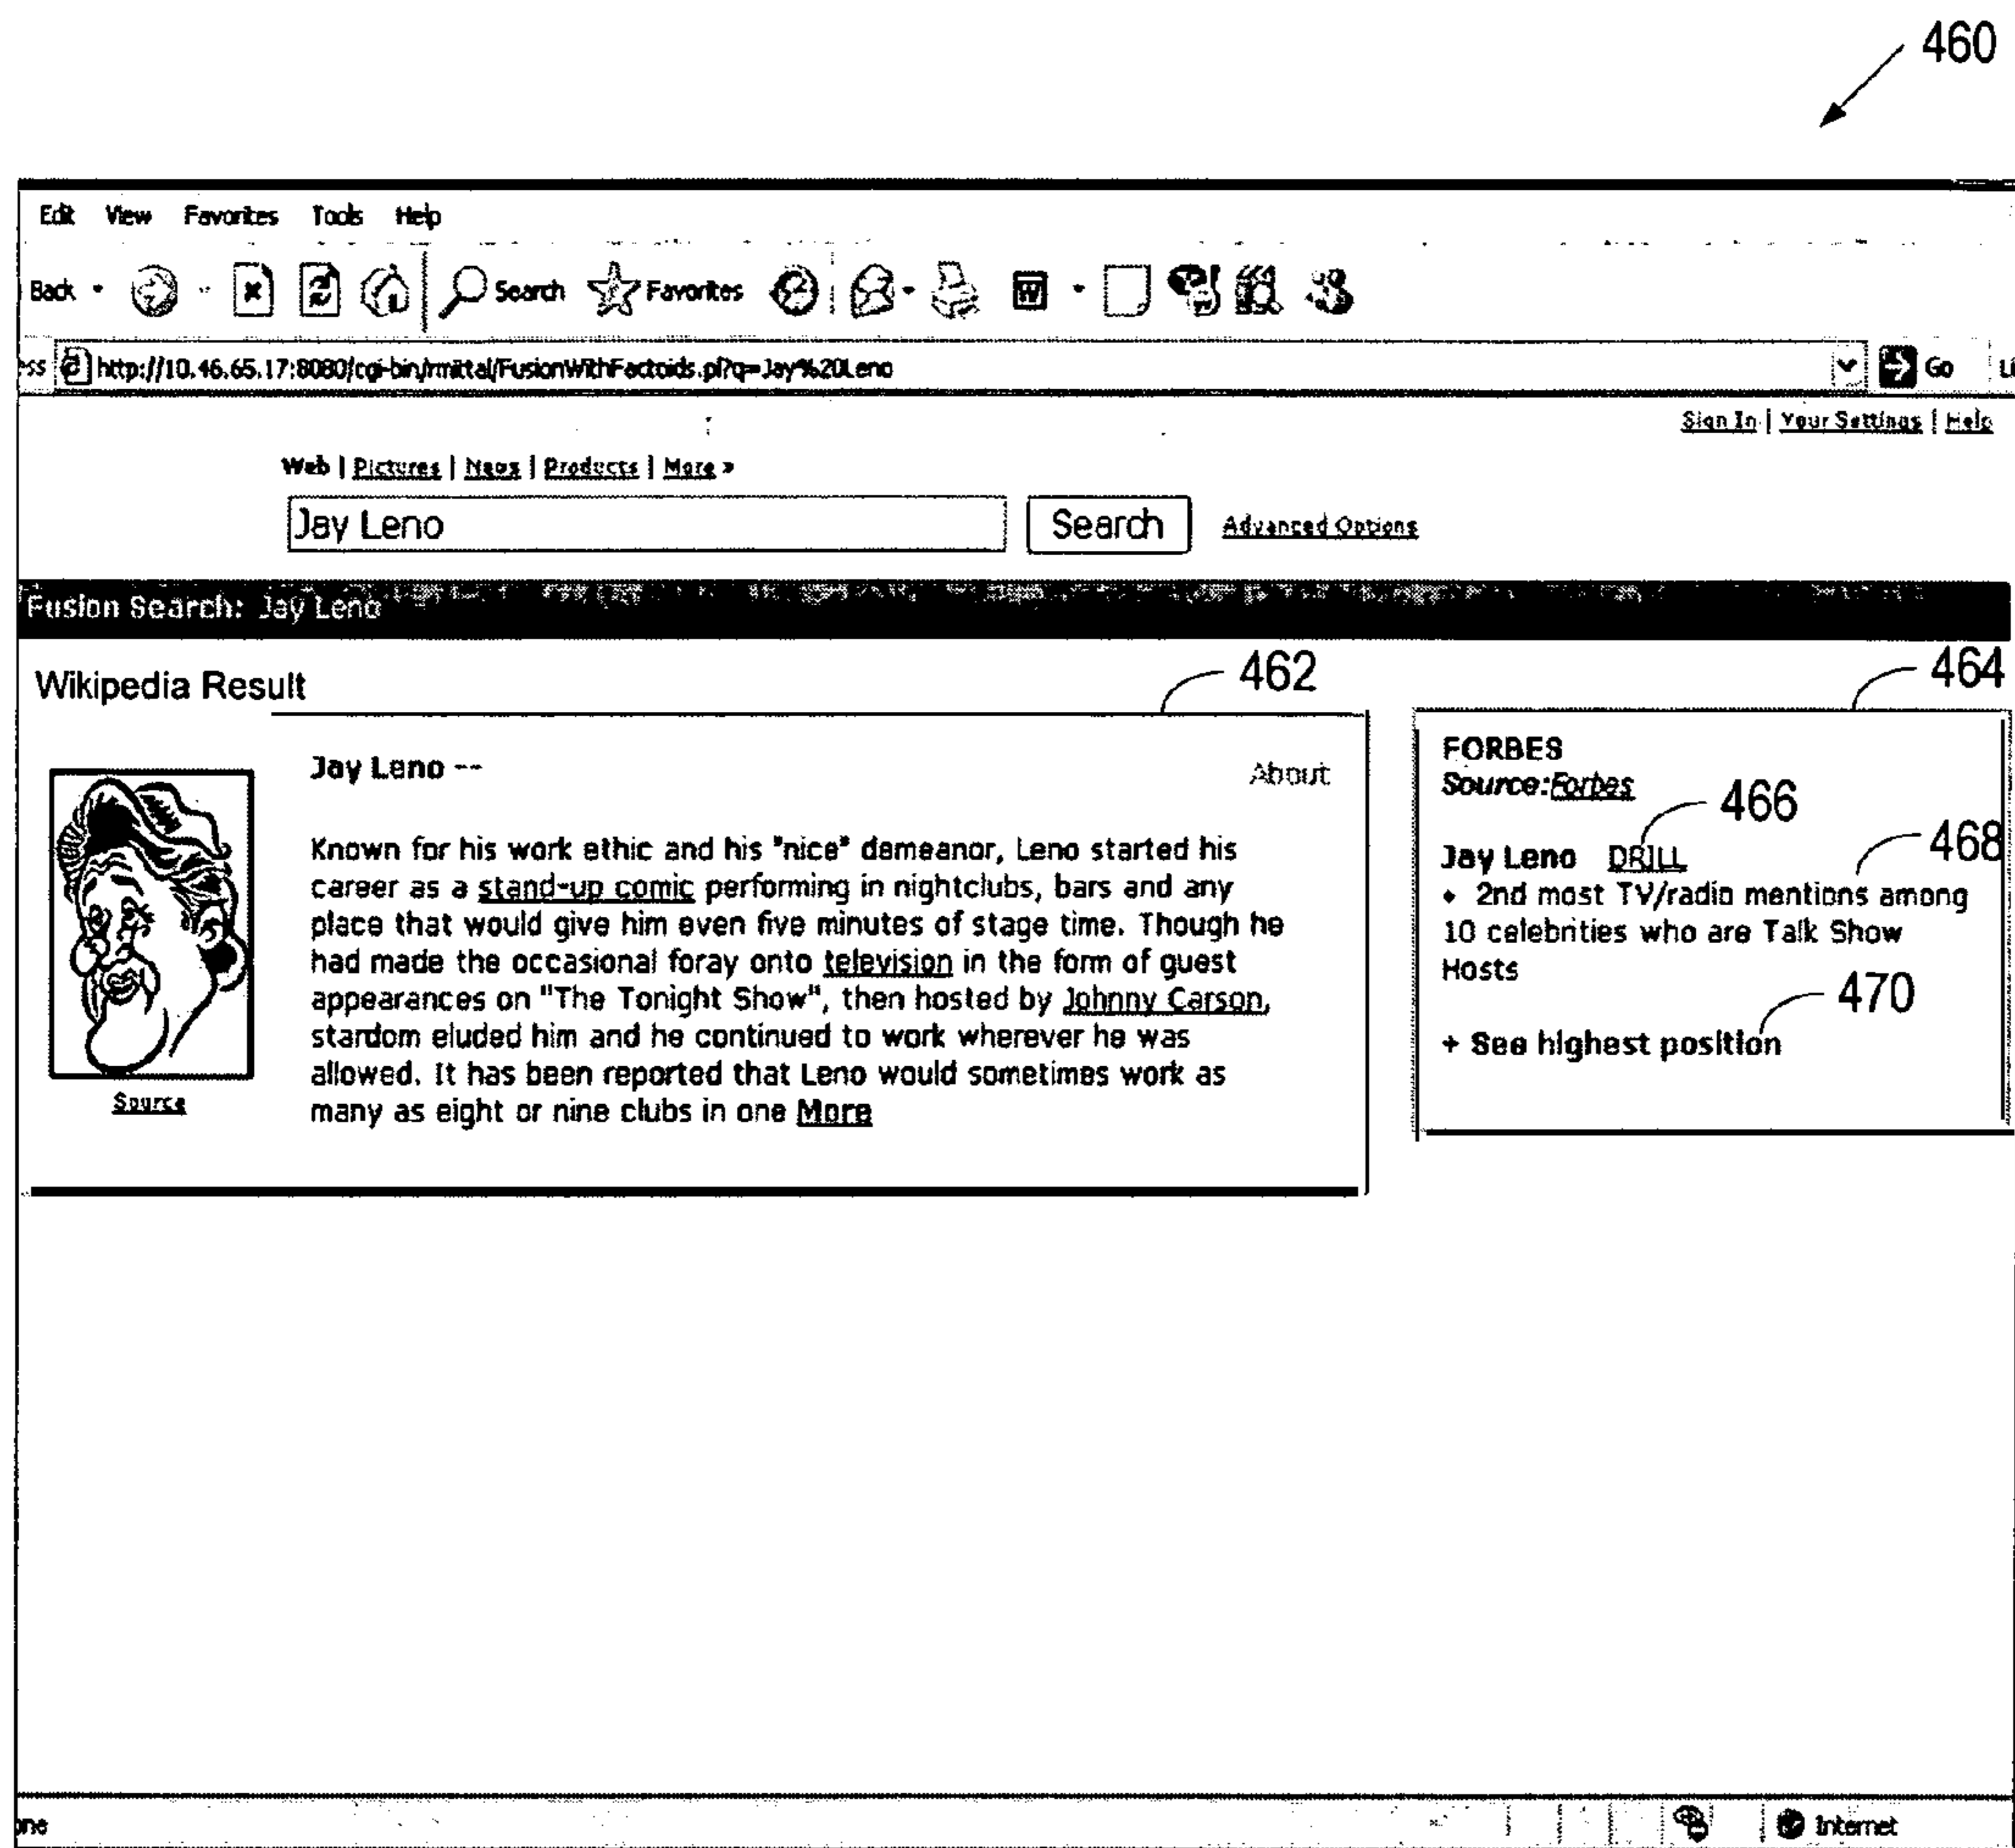 460
Edit View Favorites Tools Help
Back Search Favorites
ess http://10.46.65.17:8080/cgi-bin/rmittal/FusionWithFactoids.pl?q=Jay%20Leno Go Li
Sign In | Your Settings | Help
Web | Pictures | News | Products | More »
Jay Leno Search Advanced Options
Fusion Search: Jay Leno
Wikipedia Result
462
464
Jay Leno --
About
Known for his work ethic and his "nice" demeanor, Leno started his
career as a stand-up comic performing in nightclubs, bars and any
place that would give him even five minutes of stage time. Though he
had made the occasional foray onto television in the form of guest
appearances on "The Tonight Show", then hosted by Johnny Carson,
stardom eluded him and he continued to work wherever he was
allowed. It has been reported that Leno would sometimes work as
many as eight or nine clubs in one More
Source
FORBES
Source:Forbes
466
468
Jay Leno DRILL
• 2nd most TV/radio mentions among
10 celebrities who are Talk Show
Hosts
470
+ See highest position
one
Internet